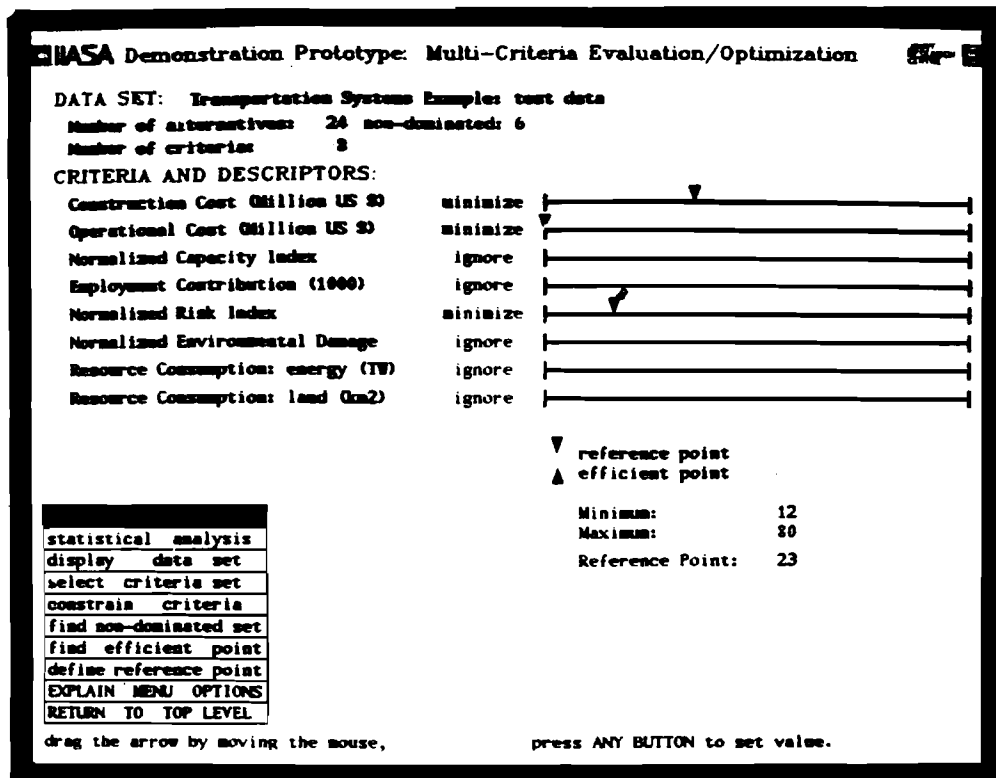 IIASA Demonstration Prototype: Multi-Criteria Evaluation/Optimization
DATA SET: Transportation Systems Example: test data
Number of alternatives: 24 non-dominated: 6
Number of criteria: 8
CRITERIA AND DESCRIPTORS:
Construction Cost (Million US $) minimize
Operational Cost (Million US $) minimize
Normalized Capacity Index ignore
Employment Contribution (1000) ignore
Normalized Risk Index minimize
Normalized Environmental Damage ignore
Resource Consumption: energy (TW) ignore
Resource Consumption: land (km2) ignore
reference point
efficient point
Minimum: 12
Maximum: 80
Reference Point: 23
statistical analysis
display data set
select criteria set
constrain criteria
find non-dominated set
find efficient point
define reference point
EXPLAIN MENU OPTIONS
RETURN TO TOP LEVEL
drag the arrow by moving the mouse, press ANY BUTTON to set value.